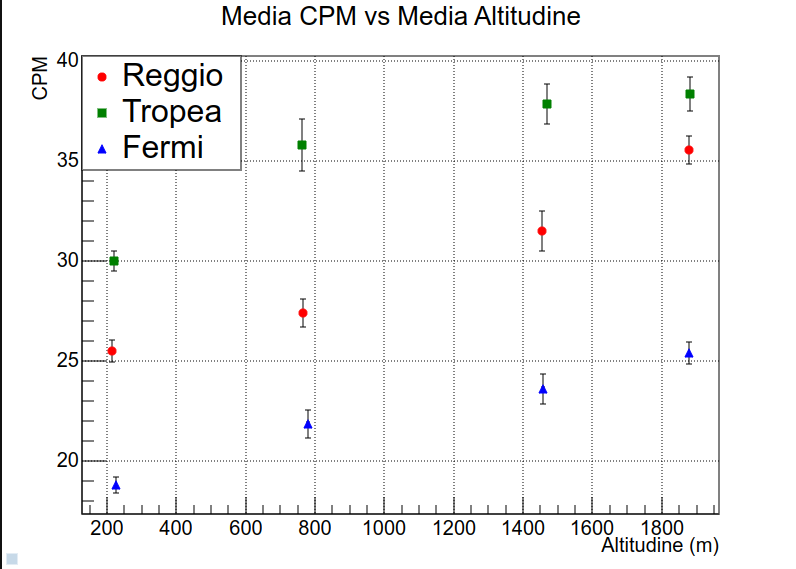 Media CPM vs Media Altitudine
CPM
40
35
30
25
20
Reggio
Tropea
Fermi
200 400 600 800 1000 1200 1400 1600 1800
Altitudine (m)